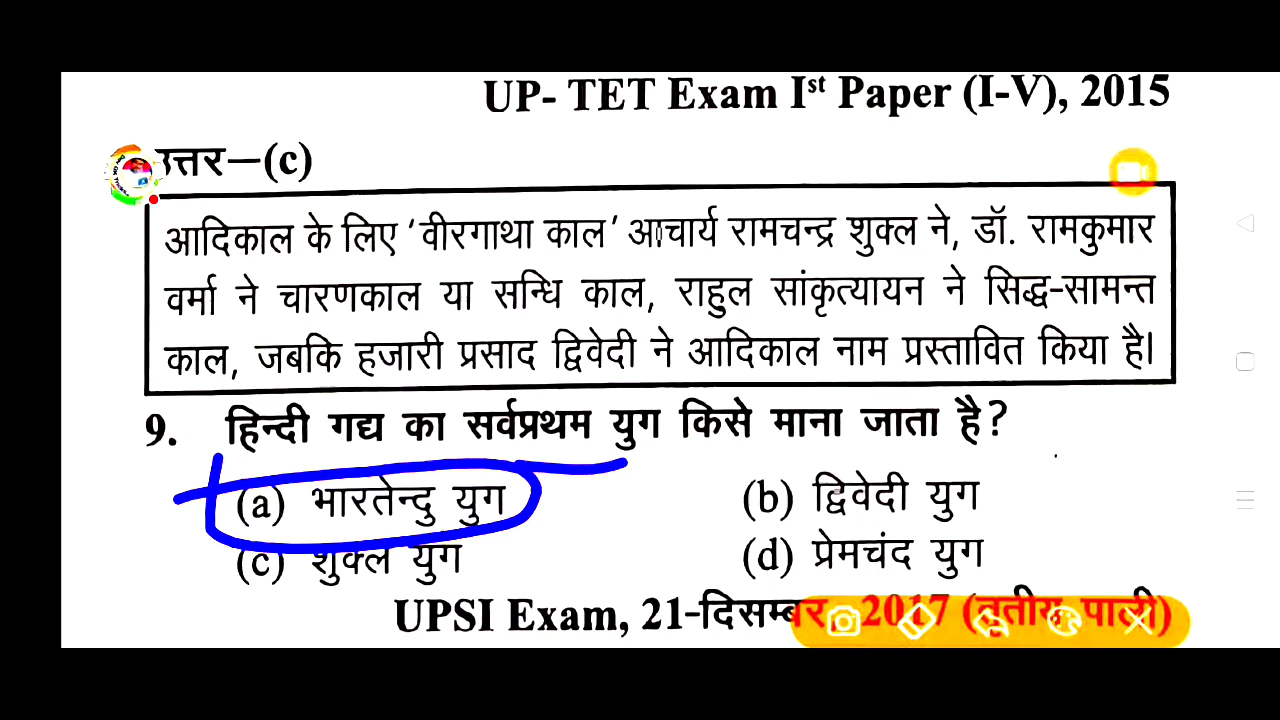 UP- TET Exam Iˢᵗ Paper (I-V), 2015
उत्तर–(c)
आदिकाल के लिए ‘वीरगाथा काल’ आचार्य रामचन्द्र शुक्ल ने, डॉ. रामकुमार
वर्मा ने चारणकाल या सन्धि काल, राहुल सांकृत्यायन ने सिद्ध-सामन्त
काल, जबकि हजारी प्रसाद द्विवेदी ने आदिकाल नाम प्रस्तावित किया है।
9. हिन्दी गद्य का सर्वप्रथम युग किसे माना जाता है?
(a) भारतेन्दु युग (b) द्विवेदी युग
(c) शुक्ल युग (d) प्रेमचंद युग
UPSI Exam, 21-दिसम्बर, 2017 (तृतीय पाली)